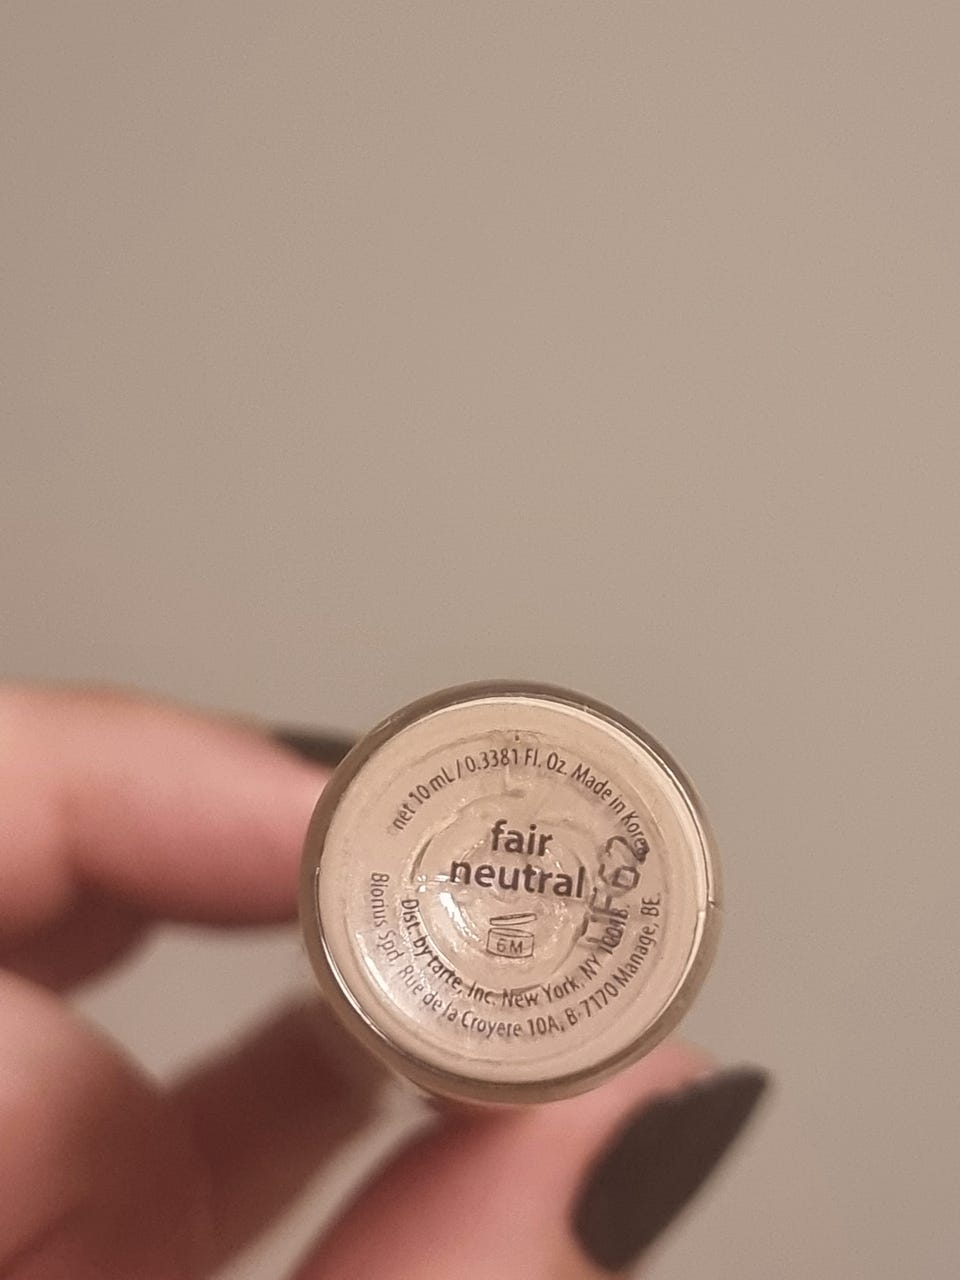 net 10 mL / 0.3381 Fl. Oz. Made in Korea
fair
neutral
6M
Dist. by tarte, Inc. New York, NY 10018.
Bionus Sprl, Rue de la Croyere 10A, B-7170 Manage, BE.